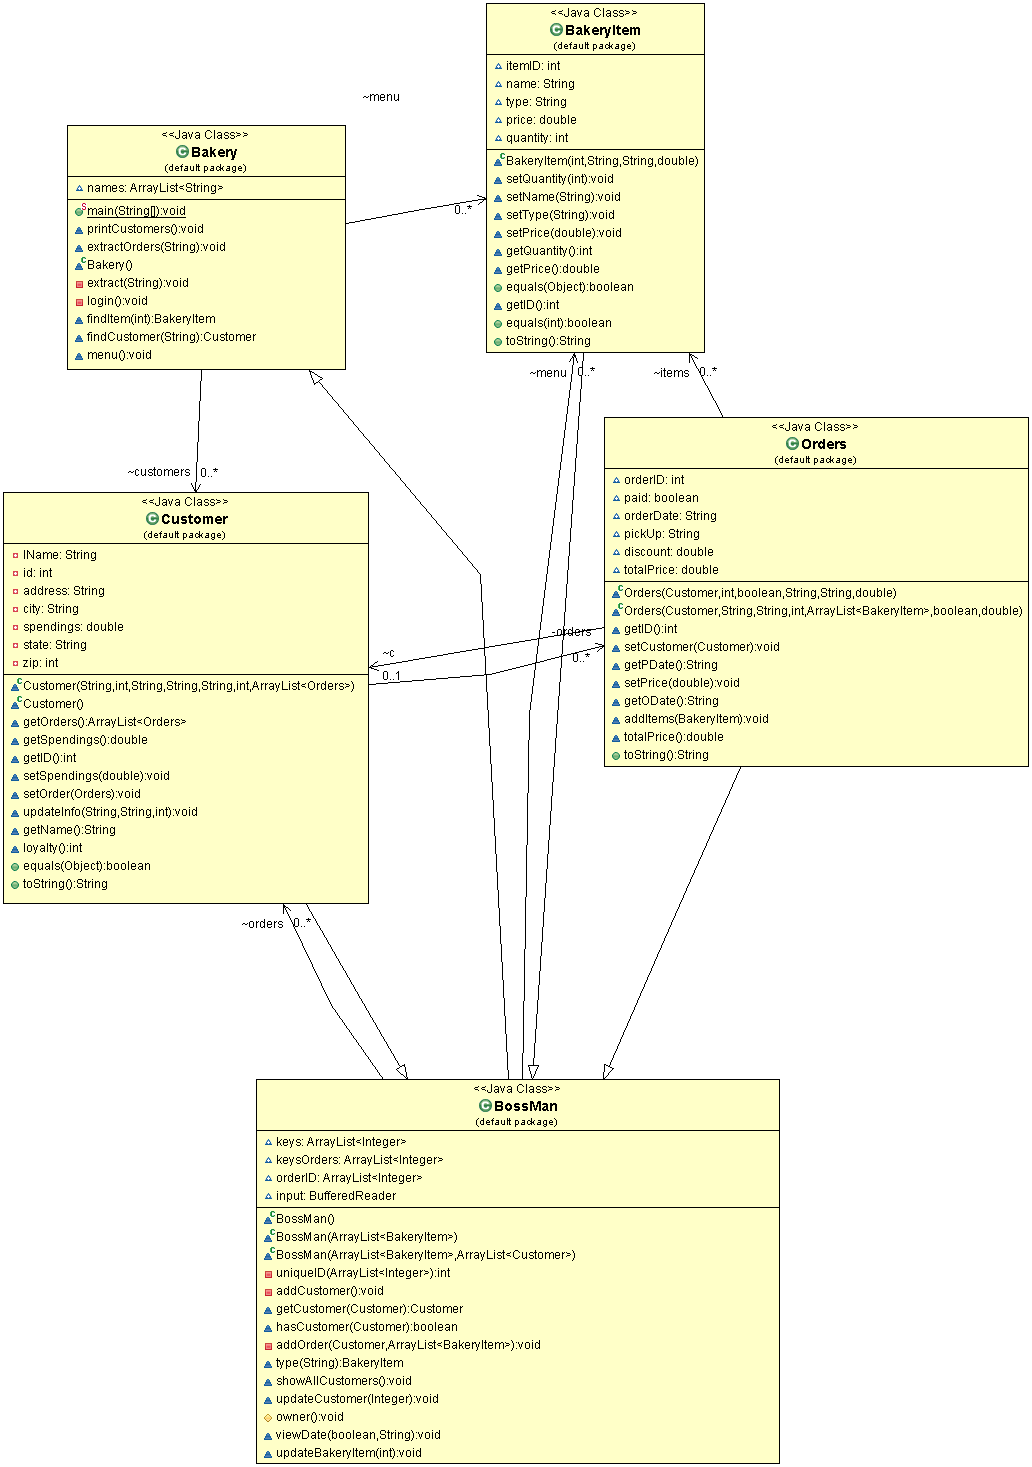 <<Java Class>>
BakeryItem
(default package)
itemID: int
name: String
type: String
price: double
quantity: int
BakeryItem(int,String,String,double)
setQuantity(int):void
setName(String):void
setType(String):void
setPrice(double):void
getQuantity():int
getPrice():double
equals(Object):boolean
getID():int
equals(int):boolean
toString():String
~menu
0..*
<<Java Class>>
Bakery
(default package)
names: ArrayList<String>
main(String[]):void
printCustomers():void
extractOrders(String):void
Bakery()
extract(String):void
login():void
findItem(int):BakeryItem
findCustomer(String):Customer
menu():void
~menu
0..*
~items
0..*
<<Java Class>>
Orders
(default package)
orderID: int
paid: boolean
orderDate: String
pickUp: String
discount: double
totalPrice: double
Orders(Customer,int,boolean,String,String,double)
Orders(Customer,String,String,int,ArrayList<BakeryItem>,boolean,double)
getID():int
setCustomer(Customer):void
getPDate():String
setPrice(double):void
getODate():String
addItems(BakeryItem):void
totalPrice():double
toString():String
~customers
0..*
<<Java Class>>
Customer
(default package)
lName: String
id: int
address: String
city: String
spendings: double
state: String
zip: int
Customer(String,int,String,String,String,int,ArrayList<Orders>)
Customer()
getOrders():ArrayList<Orders>
getSpendings():double
getID():int
setSpendings(double):void
setOrder(Orders):void
updateInfo(String,String,int):void
getName():String
loyalty():int
equals(Object):boolean
toString():String
-orders
0..*
~c
0..1
~orders
0..*
<<Java Class>>
BossMan
(default package)
keys: ArrayList<Integer>
keysOrders: ArrayList<Integer>
orderID: ArrayList<Integer>
input: BufferedReader
BossMan()
BossMan(ArrayList<BakeryItem>)
BossMan(ArrayList<BakeryItem>,ArrayList<Customer>)
uniqueID(ArrayList<Integer>):int
addCustomer():void
getCustomer(Customer):Customer
hasCustomer(Customer):boolean
addOrder(Customer,ArrayList<BakeryItem>):void
type(String):BakeryItem
showAllCustomers():void
updateCustomer(Integer):void
owner():void
viewDate(boolean,String):void
updateBakeryItem(int):void